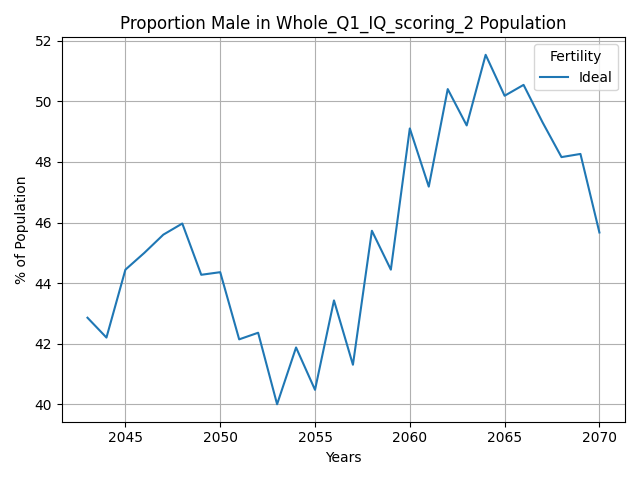 Proportion Male in Whole_Q1_IQ_scoring_2 Population
Fertility
Ideal
% of Population
52
50
48
46
44
42
40
2045 2050 2055 2060 2065 2070
Years